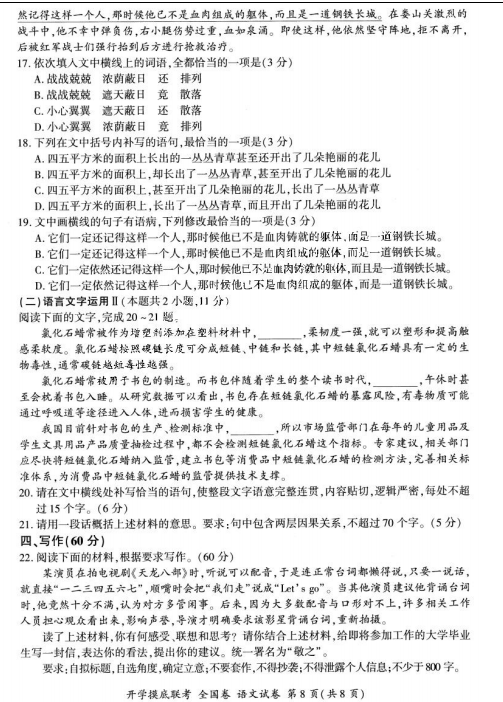 然记得这样一个人,那时候他已不是血肉组成的躯体,而且是一道钢铁长城。在娄山关激烈的
战斗中,他不幸中弹负伤,右小腿伤势过重,血如泉涌。即使这样,他依然坚守阵地,拒不离开,
后被红军战士们强行抬到后方进行抢救治疗。
17.依次填入文中横线上的词语,全都恰当的一项是(3分)
A.战战兢兢 浓荫蔽日 还 排列
B.战战兢兢 遮天蔽日 竟 散落
C.小心翼翼 遮天蔽日 还 散落
D.小心翼翼 浓荫蔽日 竟 排列
18.下列在文中括号内补写的语句,最恰当的一项是(3分)
A.四五平方米的面积上长出的一丛丛青草甚至还开出了几朵艳丽的花儿
B.四五平方米的面积上,却长出了一丛丛青草,甚至开出了几朵艳丽的花儿
C.四五平方米的面积上,甚至开出了几朵艳丽的花儿,长出了一丛丛青草
D.四五平方米的面积上,长出了一丛丛青草,而且开出了几朵艳丽的花儿
19.文中画横线的句子有语病,下列修改最恰当的一项是(3分)
A.它们一定还记得这样一个人,那时候他已不是血肉铸就的躯体,而是一道钢铁长城。
B.它们一定还记得这样一个人,那时候他已不是血肉组成的躯体,而是一道钢铁长城。
C.它们一定依然还记得这样一个人,那时候他已不是血肉铸就的躯体,而且是一道钢铁长城。
D.它们一定依然记得这样一个人,那时候他已不是血肉组成的躯体,而是一道钢铁长城。
(二)语言文字运用Ⅱ(本题共2小题,11分)
阅读下面的文字,完成20~21题。
氯化石蜡常被作为增塑剂添加在塑料材料中,________,柔韧度一强,就可以塑形和提高触
感柔软度。氯化石蜡按照碳链长度可分成短链、中链和长链,其中短链氯化石蜡具有一定的生
物毒性,通常碳链越短毒性越强。
氯化石蜡常被用于书包的制造。而书包伴随着学生的整个读书时代,________,午休时甚
至会枕着书包入睡。从研究数据可以看出,书包存在短链氯化石蜡的暴露风险,有毒物质可能
通过呼吸道等途径进入人体,进而损害学生的健康。
我国目前针对书包的生产、检测标准中,________,所以市场监管部门在每年的儿童用品及
学生文具用品产品质量抽检过程中,都不会检测短链氯化石蜡这个指标。专家建议,相关部门
应尽快将短链氯化石蜡纳入监管,建立书包等消费品中短链氯化石蜡的检测方法,完善相关标
准体系,为消费品中短链氯化石蜡的监管提供技术支撑。
20.请在文中横线处补写恰当的语句,使整段文字语意完整连贯,内容贴切,逻辑严密,每处不超
过15个字。(6分)
21.请用一段话概括上述材料的意思。要求:句中包含两层因果关系,不超过70个字。(5分)
四、写作(60分)
22.阅读下面的材料,根据要求写作。(60分)
某演员在拍电视剧《天龙八部》时,听说可以配音,于是连正常台词都懒得说,只要一说话,
就直接“一二三四五六七”,顺嘴时会把“我们走”说成“Let's go”。当其他演员建议他背诵台词
时,他竟然十分不满,认为对方多管闲事。后来,因为大多数配音与口形对不上,许多相关工作
人员担心观众看出来,影响声誉,导演才明确要求该影星背诵台词,重新拍摄。
读了上述材料,你有何感受、联想和思考?请你结合上述材料,给即将参加工作的大学毕业
生写一封信,表达你的看法,提出你的建议。统一署名为“敬之”。
要求:自拟标题,自选角度,确定立意;不要套作,不得抄袭;不得泄露个人信息;不少于800字。
开学摸底联考 全国卷 语文试卷 第8页(共8页)